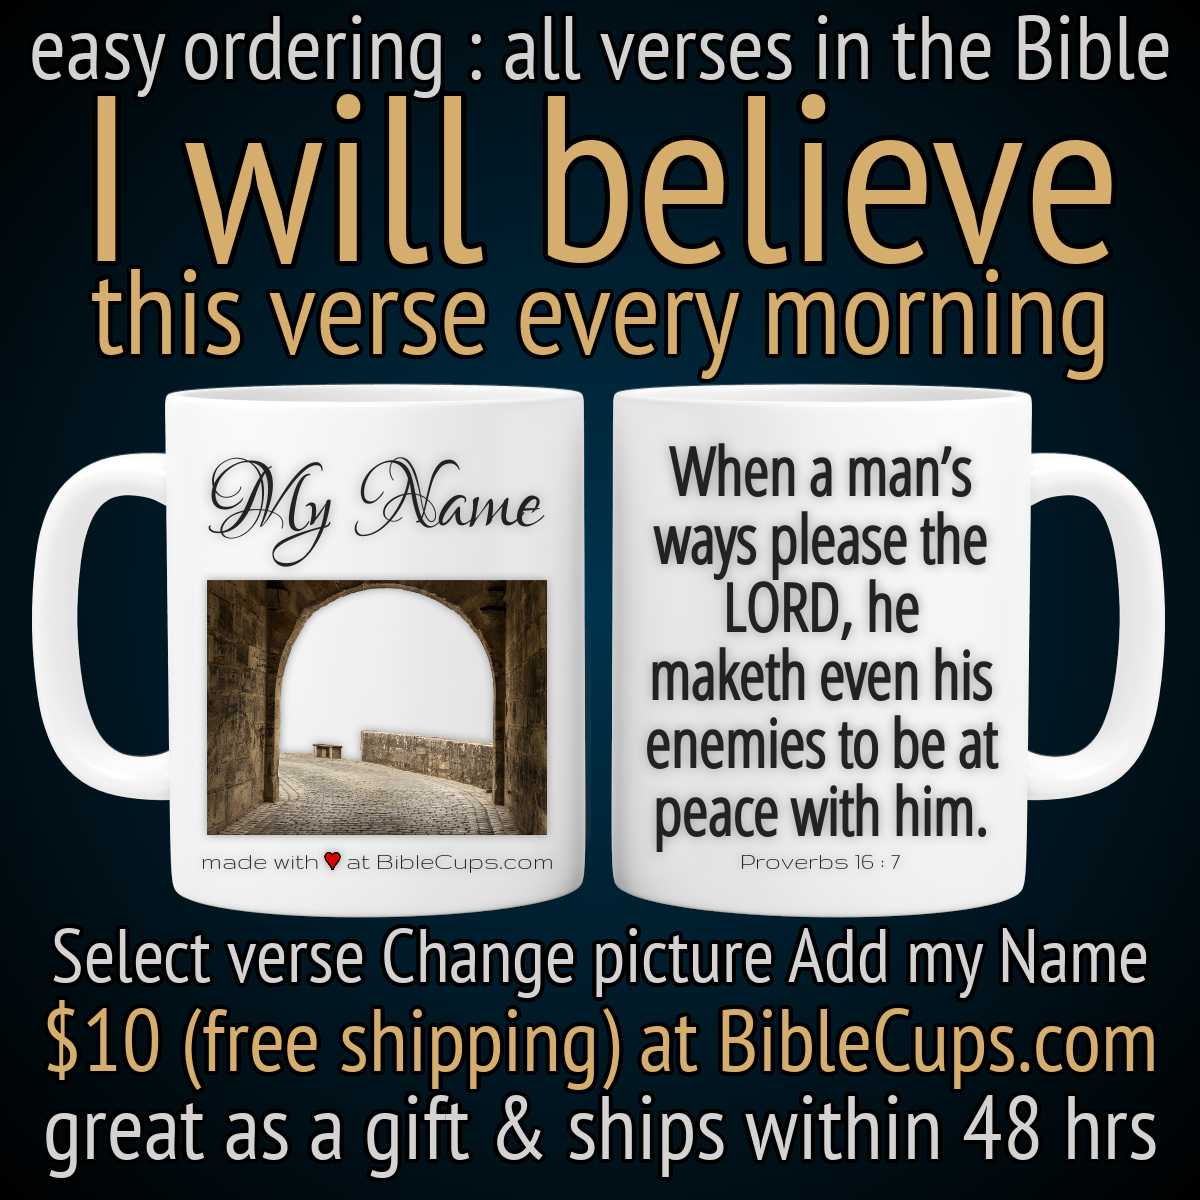 easy ordering : all verses in the Bible
I will believe
this verse every morning
My Name
made with ♥ at BibleCups.com
When a man's
ways please the
LORD, he
maketh even his
enemies to be at
peace with him.
Proverbs 16 : 7
Select verse Change picture Add my Name
$10 (free shipping) at BibleCups.com
great as a gift & ships within 48 hrs